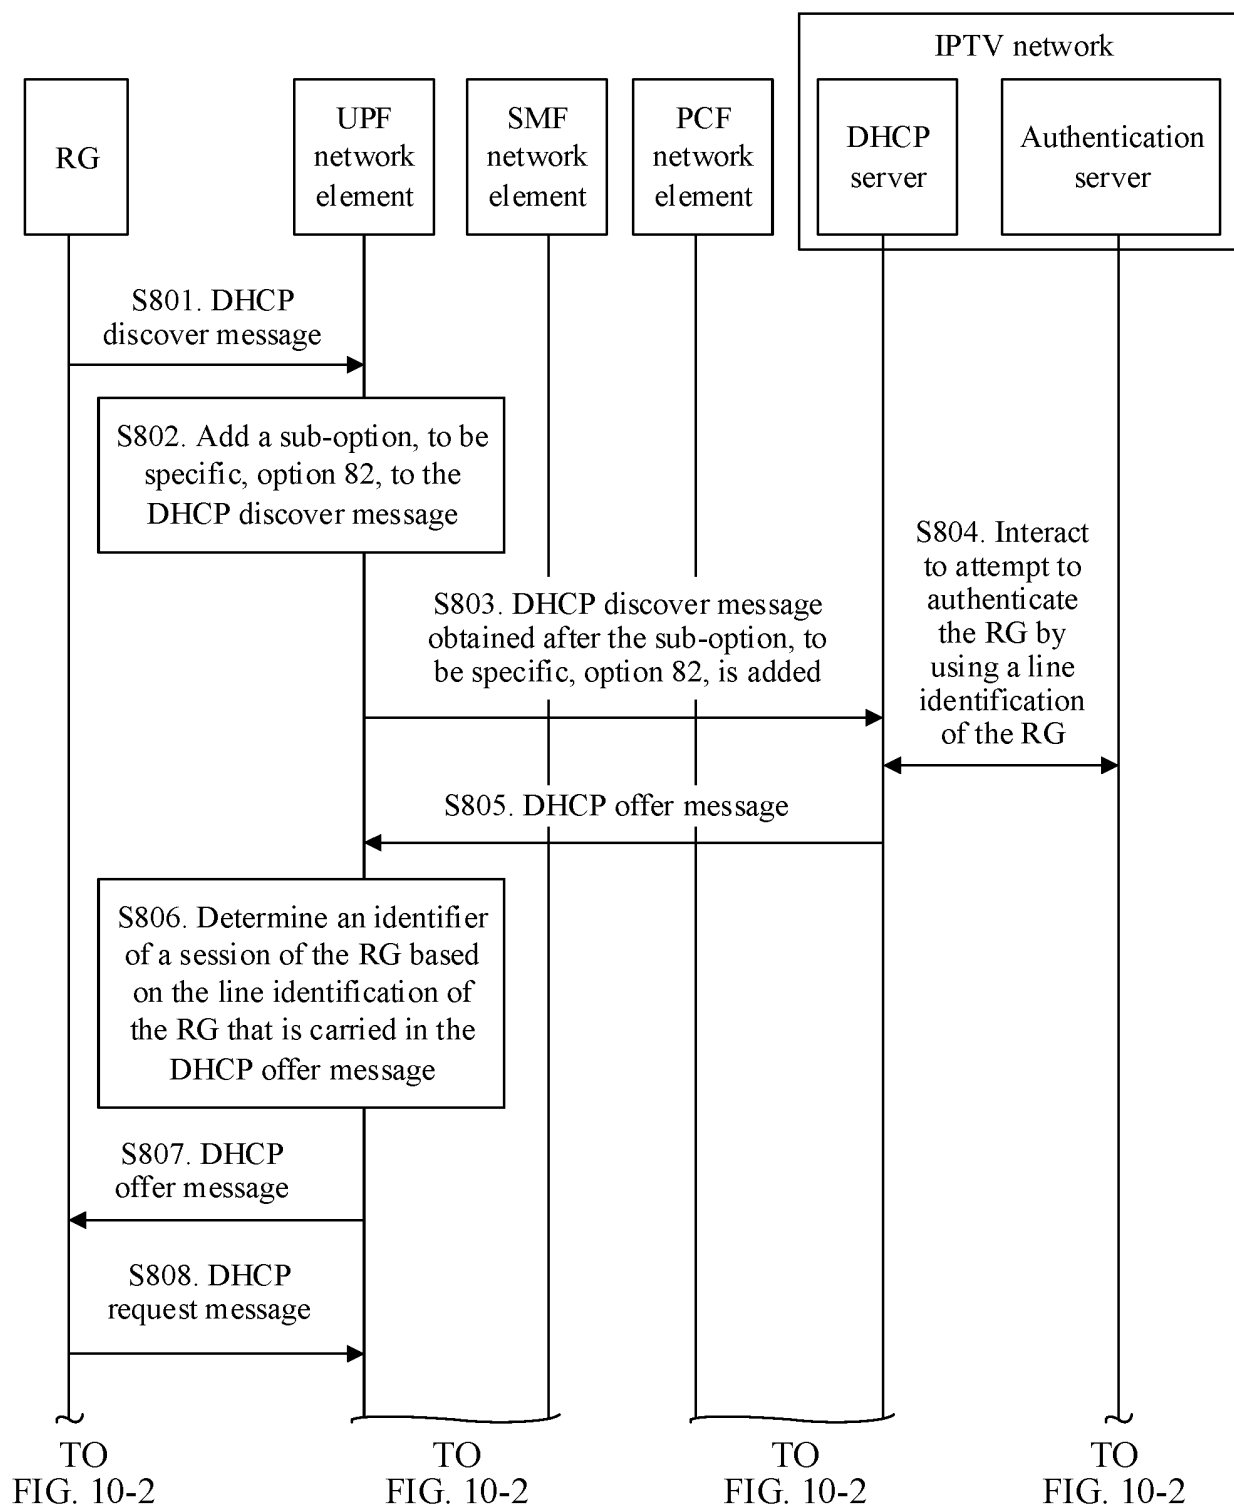 IPTV network
RG
UPF
network
element
SMF
network
element
PCF
network
element
DHCP
server
Authentication
server
S801. DHCP
discover message
S802. Add a sub-option, to be
specific, option 82, to the
DHCP discover message
S803. DHCP discover message
obtained after the sub-option, to
be specific, option 82, is added
S804. Interact
to attempt to
authenticate
the RG by
using a line
identification
of the RG
S805. DHCP offer message
S806. Determine an identifier
of a session of the RG based
on the line identification of
the RG that is carried in the
DHCP offer message
S807. DHCP
offer message
S808. DHCP
request message
TO
FIG. 10-2
TO
FIG. 10-2
TO
FIG. 10-2
TO
FIG. 10-2